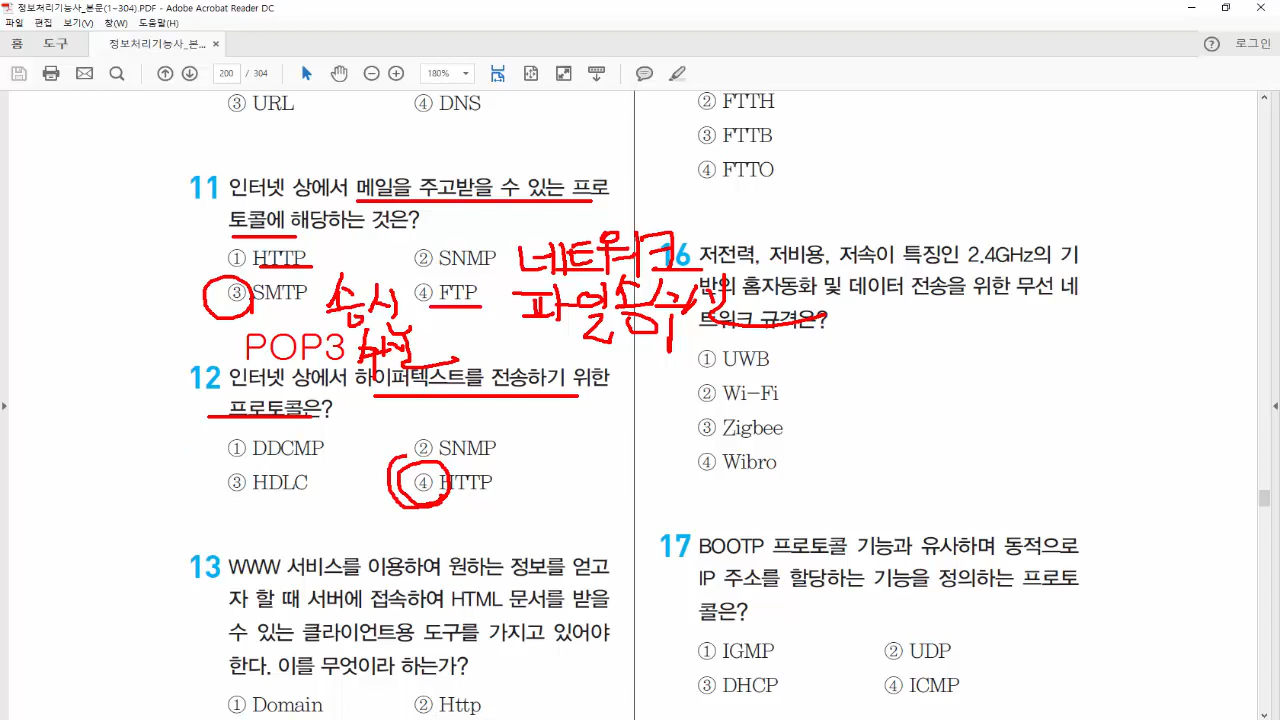 정보처리기능사_본문(1~304).PDF - Adobe Acrobat Reader DC
파일 편집 보기(V) 창(W) 도움말(H)
홈 도구 정보처리기능사_본... × 로그인
200 / 304 180%
③ URL ④ DNS
11 인터넷 상에서 메일을 주고받을 수 있는 프로
토콜에 해당하는 것은?
① HTTP ② SNMP
네트워크
③ SMTP 송신 ④ FTP 파일송수신
POP3 수신
12 인터넷 상에서 하이퍼텍스트를 전송하기 위한
프로토콜은?
① DDCMP ② SNMP
③ HDLC ④ HTTP
13 WWW 서비스를 이용하여 원하는 정보를 얻고
자 할 때 서버에 접속하여 HTML 문서를 받을
수 있는 클라이언트용 도구를 가지고 있어야
한다. 이를 무엇이라 하는가?
① Domain ② Http
② FTTH
③ FTTB
④ FTTO
16 저전력, 저비용, 저속이 특징인 2.4GHz의 기
반의 홈자동화 및 데이터 전송을 위한 무선 네
트워크 규격은?
① UWB
② Wi-Fi
③ Zigbee
④ Wibro
17 BOOTP 프로토콜 기능과 유사하며 동적으로
IP 주소를 할당하는 기능을 정의하는 프로토
콜은?
① IGMP ② UDP
③ DHCP ④ ICMP